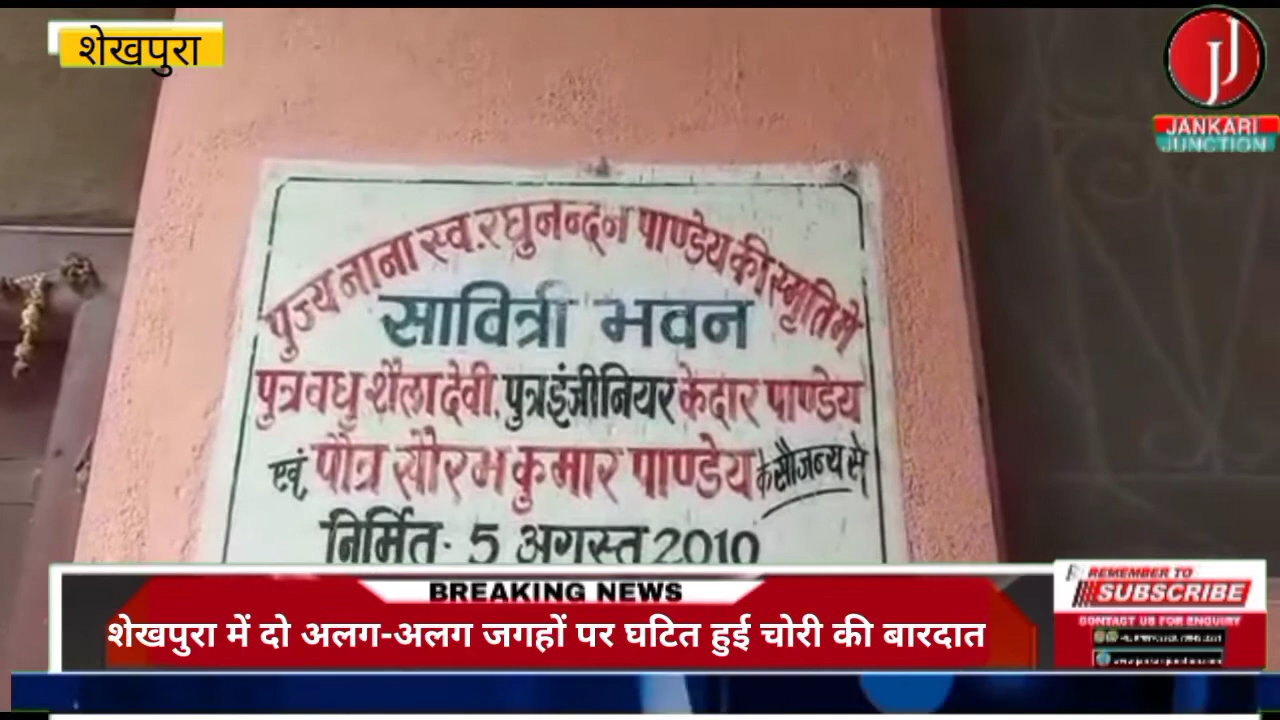 शेखपुरा
JANKARI
JUNCTION
पुज्य नाना स्व. रघुनन्दन पाण्डेय की स्मृति मे
सावित्री भवन
पुत्र वधु शैला देवी, पुत्र इंजीनियर केदार पाण्डेय
एवं पौत्र सौरभ कुमार पाण्डेय के सौजन्य से
निर्मित- 5 अगस्त 2010
BREAKING NEWS
शेखपुरा में दो अलग-अलग जगहों पर घटित हुई चोरी की बारदात
REMEMBER TO
SUBSCRIBE
CONTACT US FOR ENQUIRY